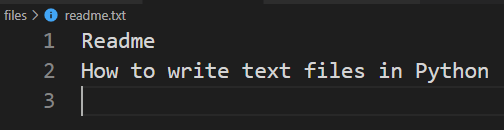 files > readme.txt
1 Readme
2 How to write text files in Python
3